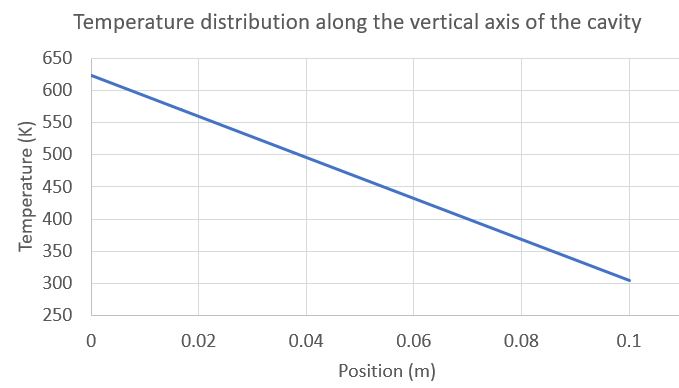 Temperature distribution along the vertical axis of the cavity
650
600
550
500
450
400
350
300
250
Temperature (K)
0 0.02 0.04 0.06 0.08 0.1
Position (m)